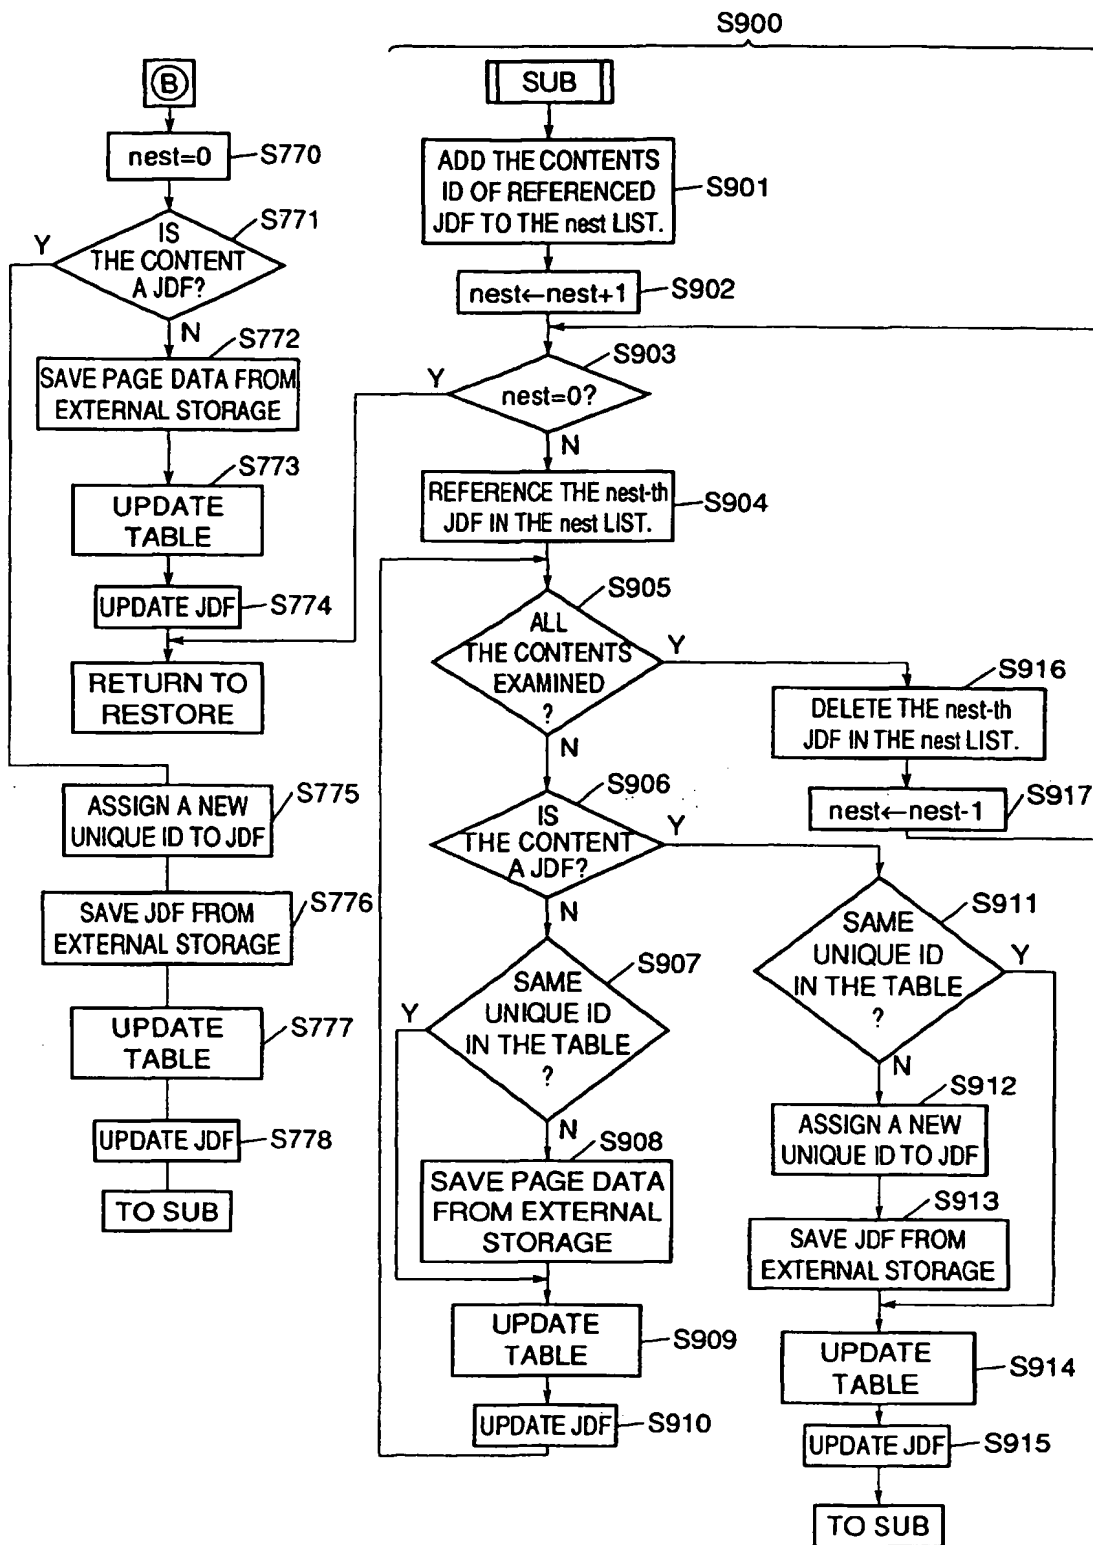 S900
B
nest=0
S770
IS
THE CONTENT
A JDF?
S771
Y
N
S772
SAVE PAGE DATA FROM
EXTERNAL STORAGE
S773
UPDATE
TABLE
UPDATE JDF
S774
RETURN TO
RESTORE
ASSIGN A NEW
UNIQUE ID TO JDF
S775
SAVE JDF FROM
EXTERNAL STORAGE
S776
UPDATE
TABLE
S777
UPDATE JDF
S778
TO SUB
SUB
ADD THE CONTENTS
ID OF REFERENCED
JDF TO THE nest LIST.
S901
nest←nest+1
S902
S903
nest=0?
Y
N
REFERENCE THE nest-th
JDF IN THE nest LIST.
S904
S905
ALL
THE CONTENTS
EXAMINED
?
Y
N
S906
IS
THE CONTENT
A JDF?
Y
N
S907
SAME
UNIQUE ID
IN THE TABLE
?
Y
N
S908
SAVE PAGE DATA
FROM EXTERNAL
STORAGE
UPDATE
TABLE
S909
UPDATE JDF
S910
S916
DELETE THE nest-th
JDF IN THE nest LIST.
nest←nest-1
S917
S911
SAME
UNIQUE ID
IN THE TABLE
?
Y
N
S912
ASSIGN A NEW
UNIQUE ID TO JDF
S913
SAVE JDF FROM
EXTERNAL STORAGE
UPDATE
TABLE
S914
UPDATE JDF
S915
TO SUB